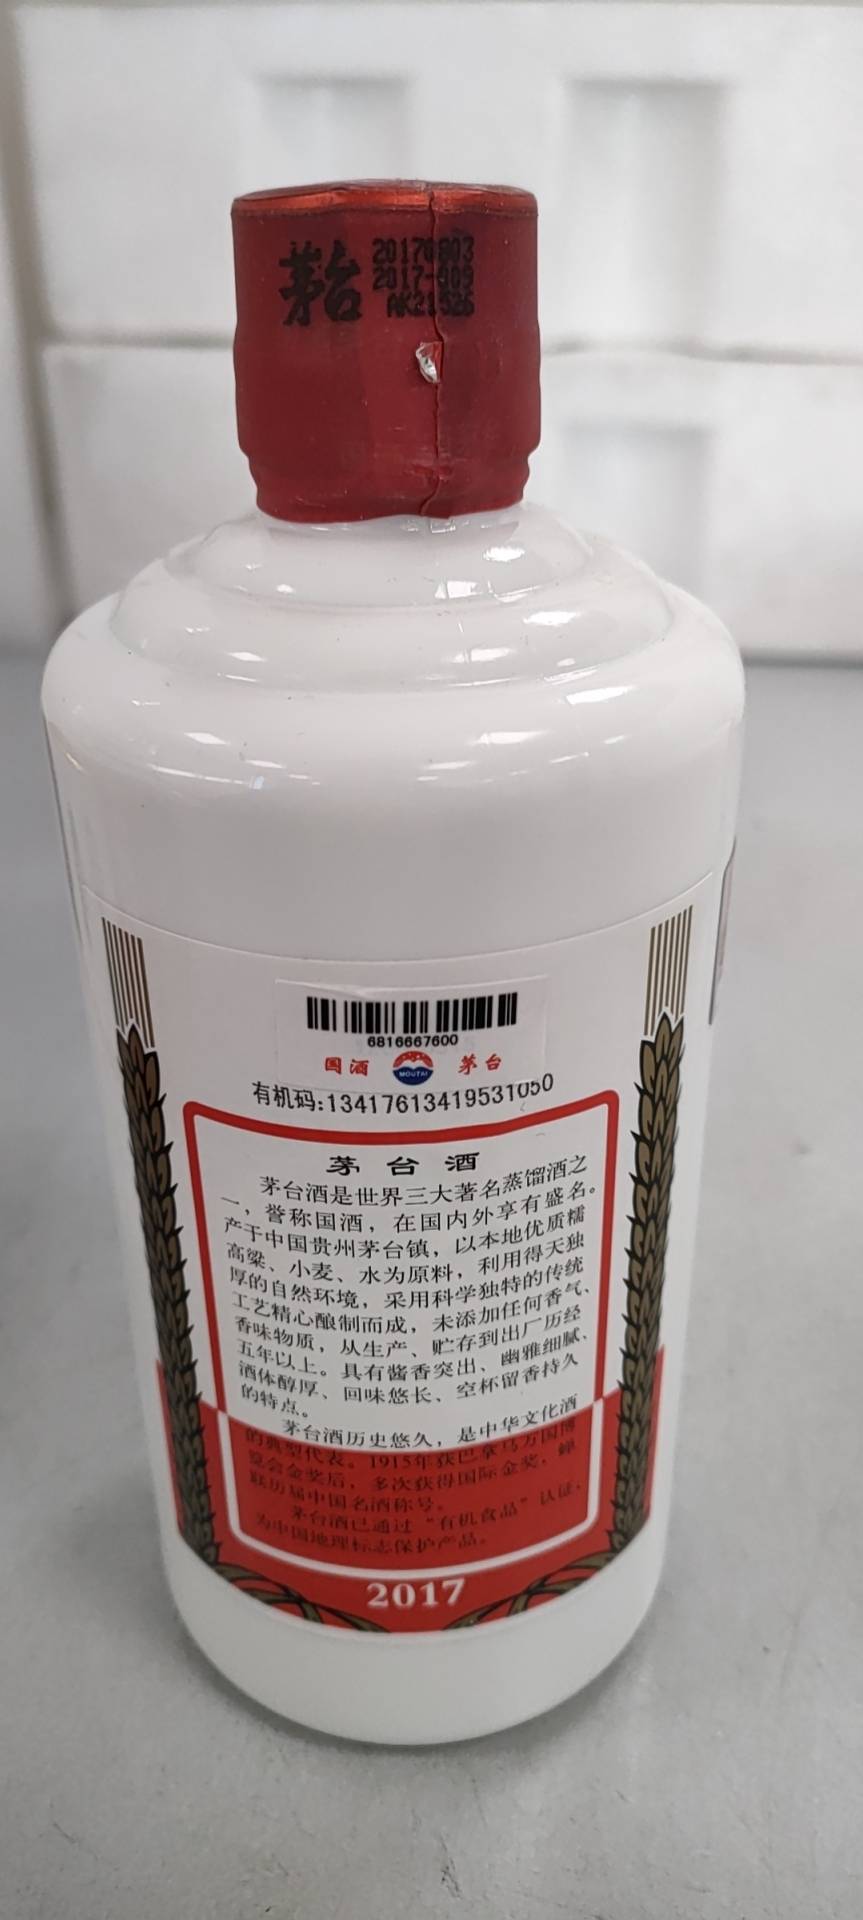 茅台
20170803
2017-009
AK21526
6816667600
国酒
MOUTAI
茅台
有机码:13417613419531050
茅台酒
茅台酒是世界三大著名蒸馏酒之
一，誉称国酒，在国内外享有盛名。
产于中国贵州茅台镇，以本地优质糯
高粱、小麦、水为原料，利用得天独
厚的自然环境，采用科学独特的传统
工艺精心酿制而成，未添加任何香气、
香味物质，从生产、贮存到出厂历经
五年以上。具有酱香突出、幽雅细腻、
酒体醇厚、回味悠长、空杯留香持久
的特点。
茅台酒历史悠久，是中华文化酒
的典型代表。1915年获巴拿马万国博
览会金奖后，多次获得国际金奖，蝉
联历届中国名酒称号。
茅台酒已通过“有机食品”认证，
为中国地理标志保护产品。
2017